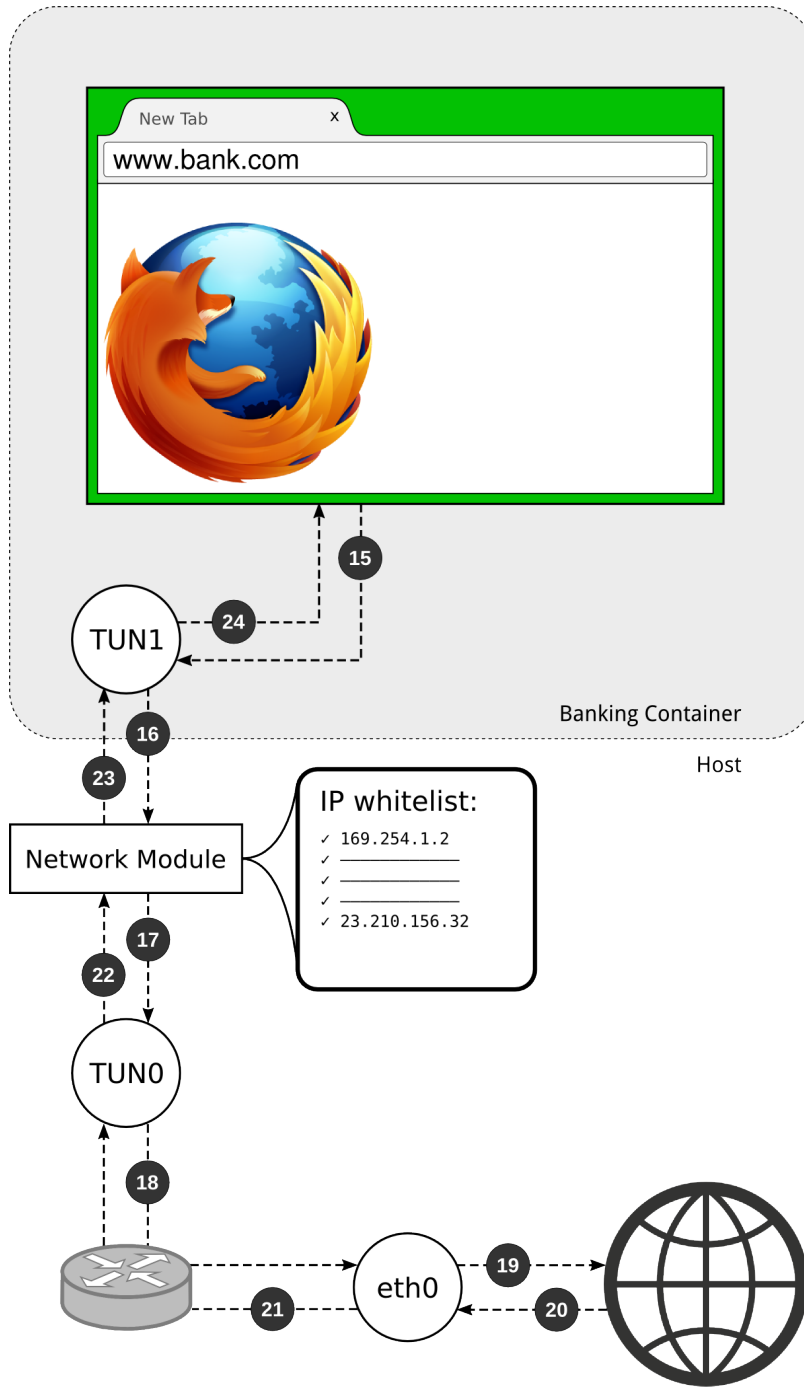 New Tab
x
www.bank.com
15
24
TUN1
Banking Container
16
Host
23
IP whitelist:
✓ 169.254.1.2
✓ ————————————
✓ ————————————
✓ ————————————
✓ 23.210.156.32
Network Module
17
22
TUN0
18
19
eth0
21
20